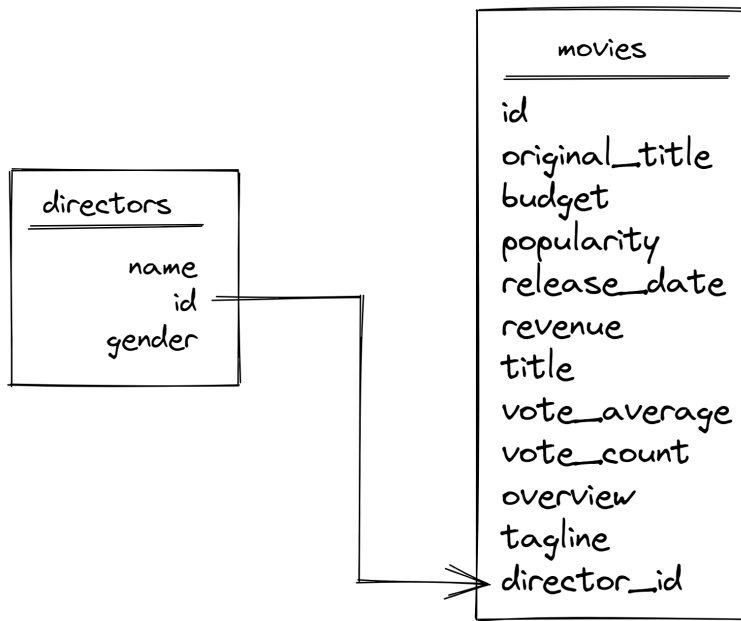 directors
name
id
gender
movies
id
original_title
budget
popularity
release_date
revenue
title
vote_average
vote_count
overview
tagline
director_id